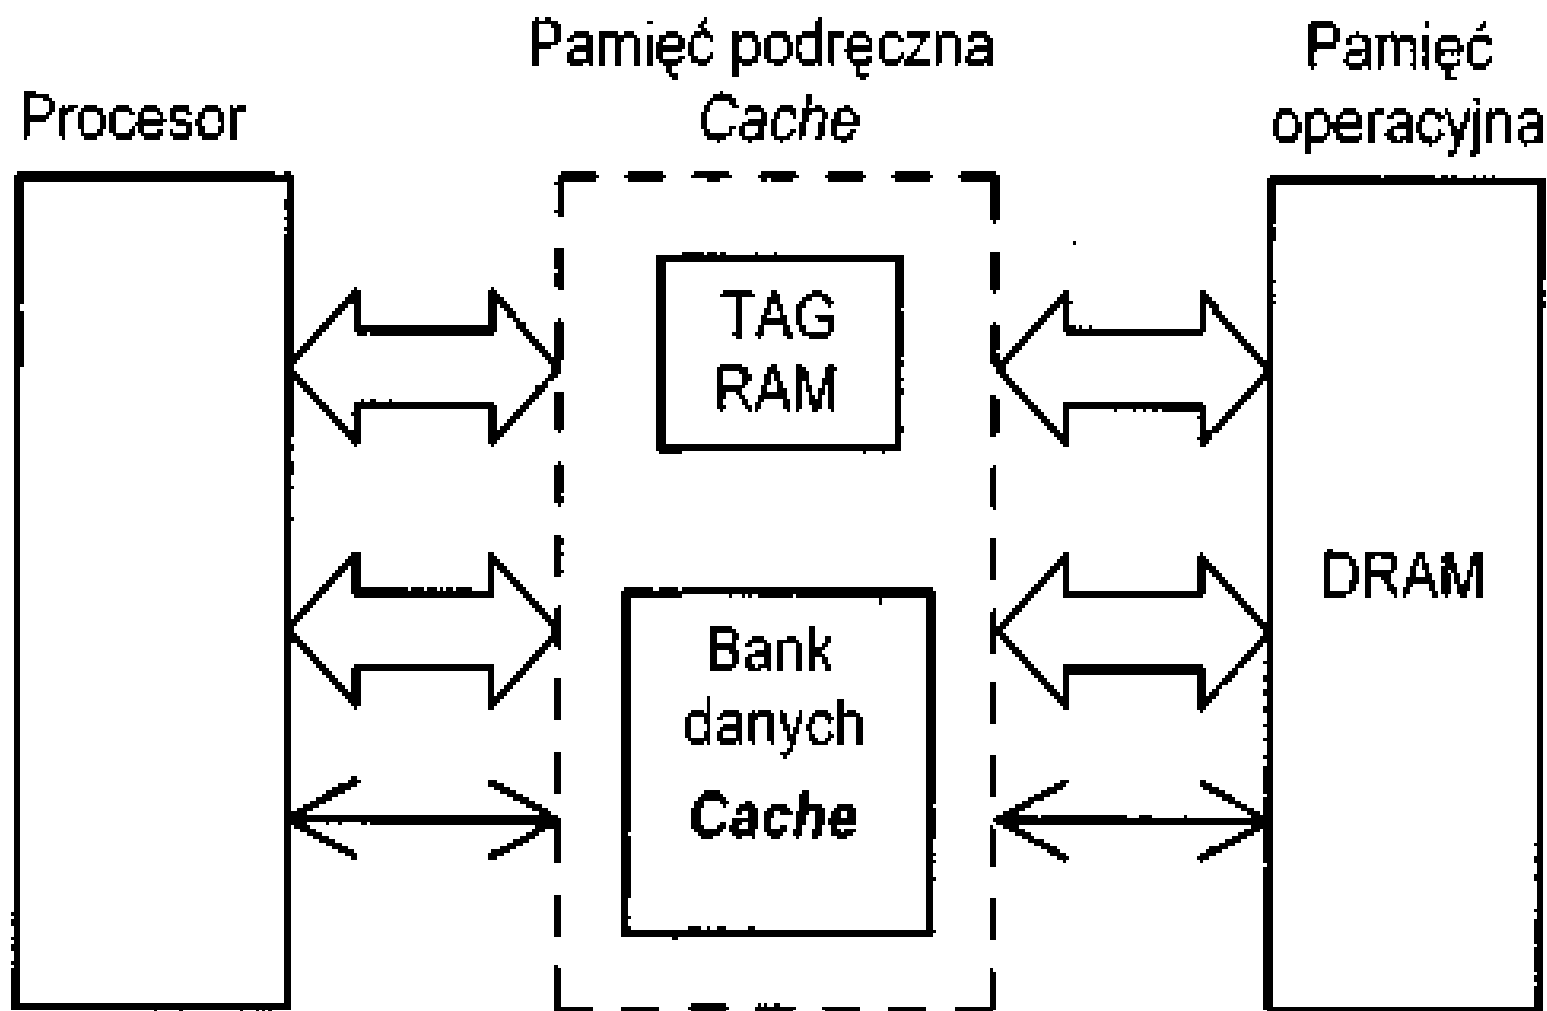 Procesor
Pamięć podręczna
Cache
Pamięć
operacyjna
TAG
RAM
Bank
danych
Cache
DRAM